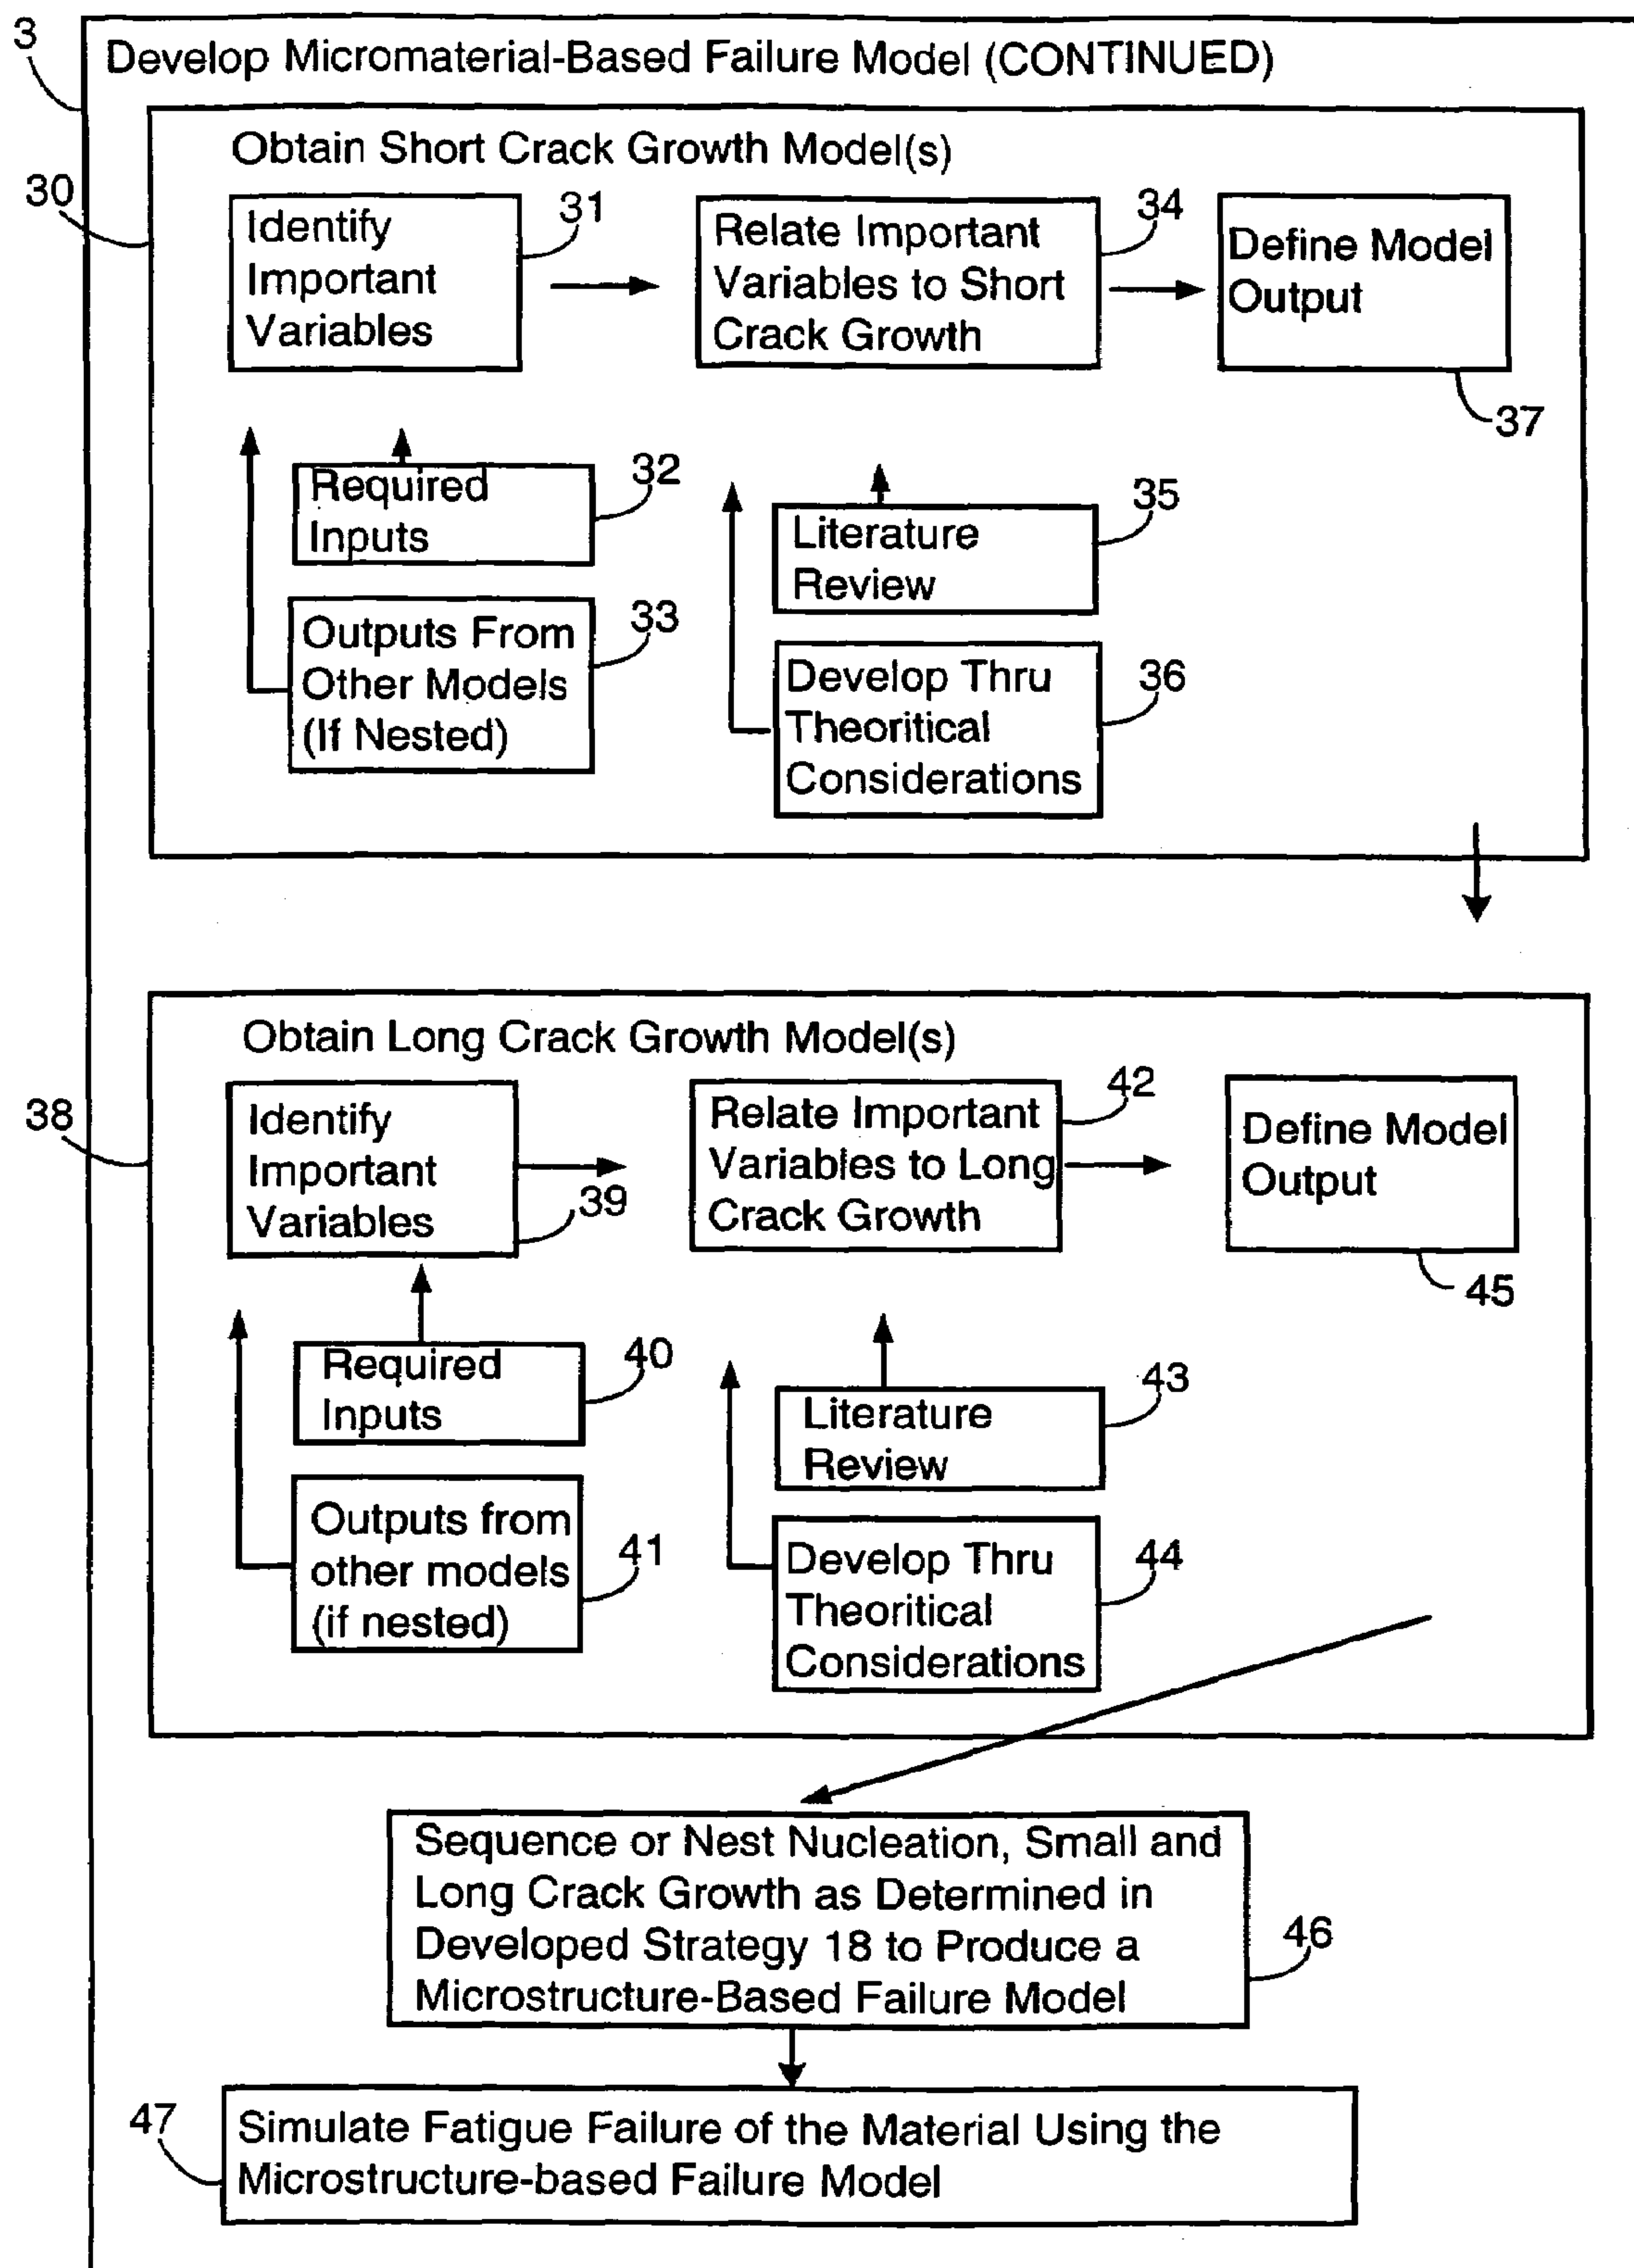 3
Develop Micromaterial-Based Failure Model (CONTINUED)
Obtain Short Crack Growth Model(s)
30
Identify
Important
Variables
31
Relate Important
Variables to Short
Crack Growth
34
Define Model
Output
37
Required
Inputs
32
Outputs From
Other Models
(If Nested)
33
Literature
Review
35
Develop Thru
Theoritical
Considerations
36
Obtain Long Crack Growth Model(s)
38
Identify
Important
Variables
39
Relate Important
Variables to Long
Crack Growth
42
Define Model
Output
45
Required
Inputs
40
Outputs from
other models
(if nested)
41
Literature
Review
43
Develop Thru
Theoritical
Considerations
44
Sequence or Nest Nucleation, Small and
Long Crack Growth as Determined in
Developed Strategy 18 to Produce a
Microstructure-Based Failure Model
46
47
Simulate Fatigue Failure of the Material Using the
Microstructure-based Failure Model